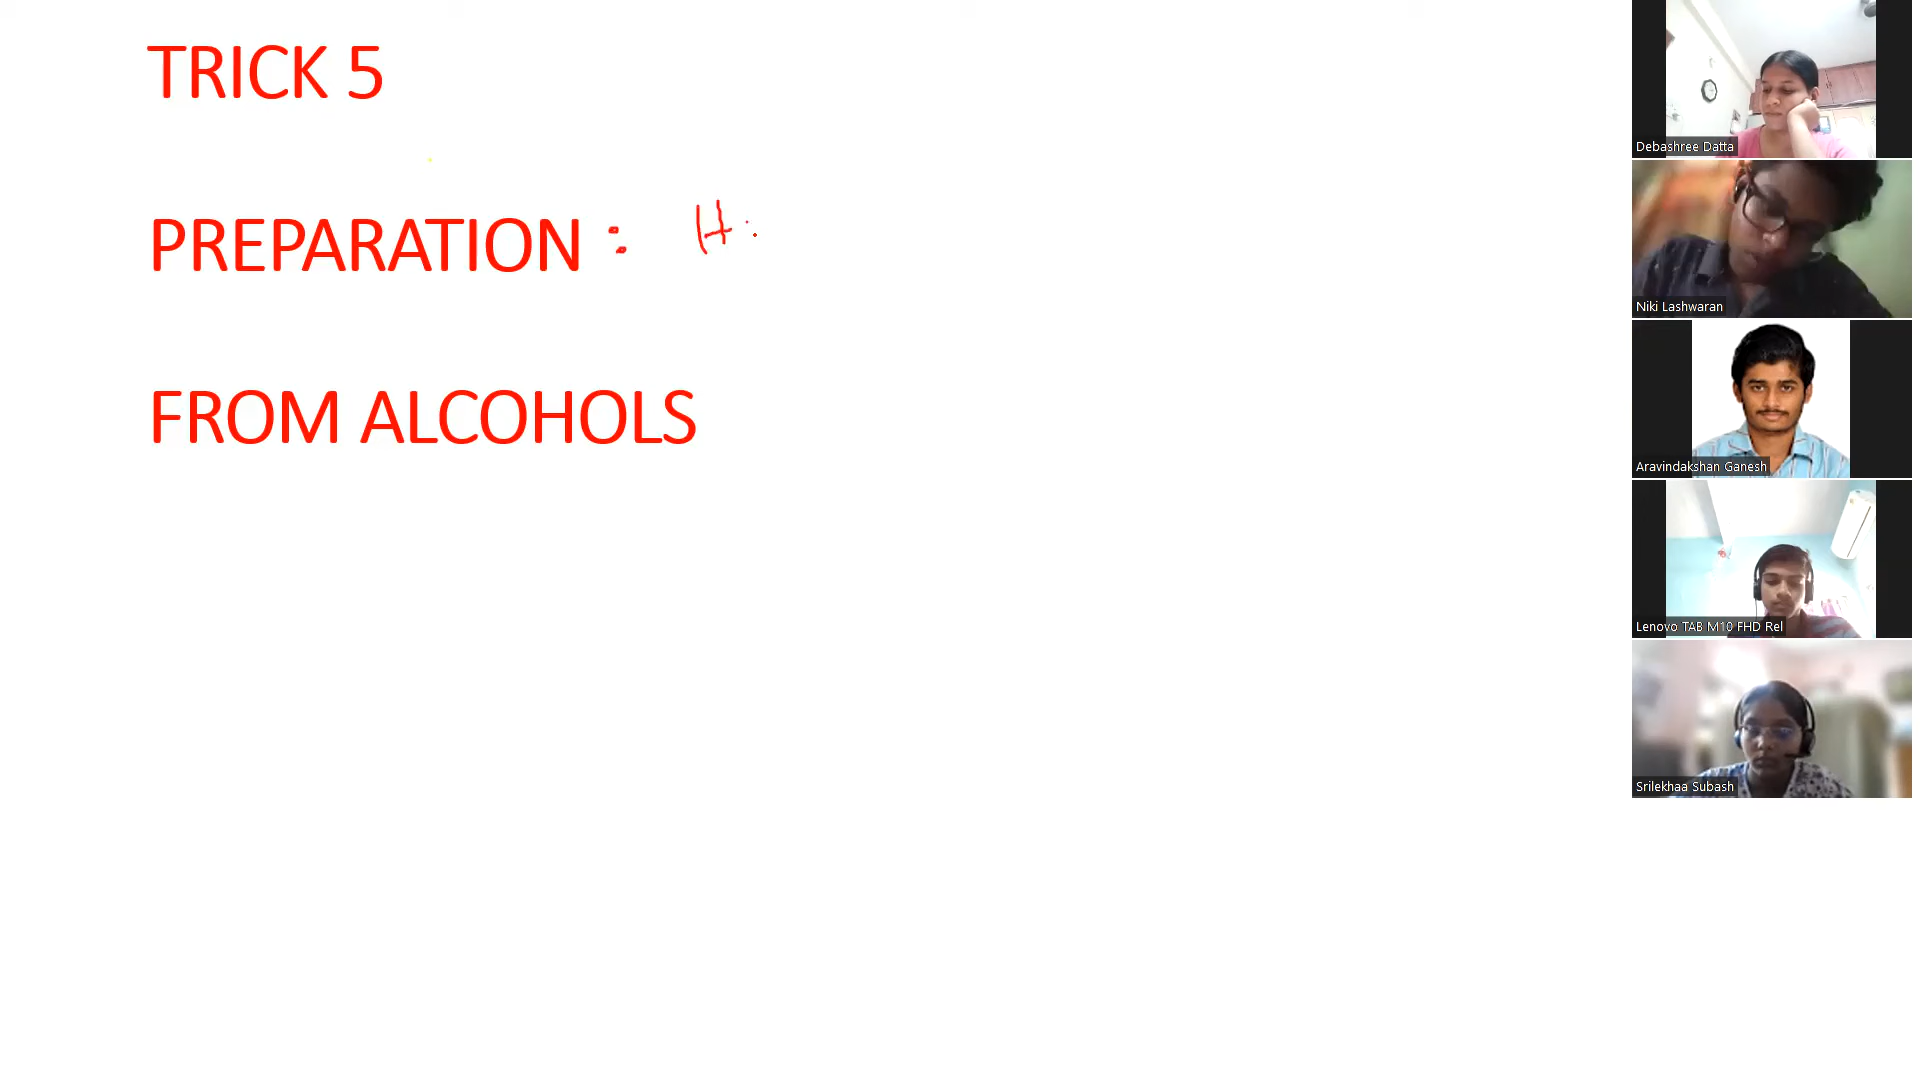 TRICK 5
PREPARATION : H
FROM ALCOHOLS
Debashree Datta
Niki Lashwaran
Aravindakshan Ganesh
Lenovo TAB M10 FHD Rel
Srilekhaa Subash